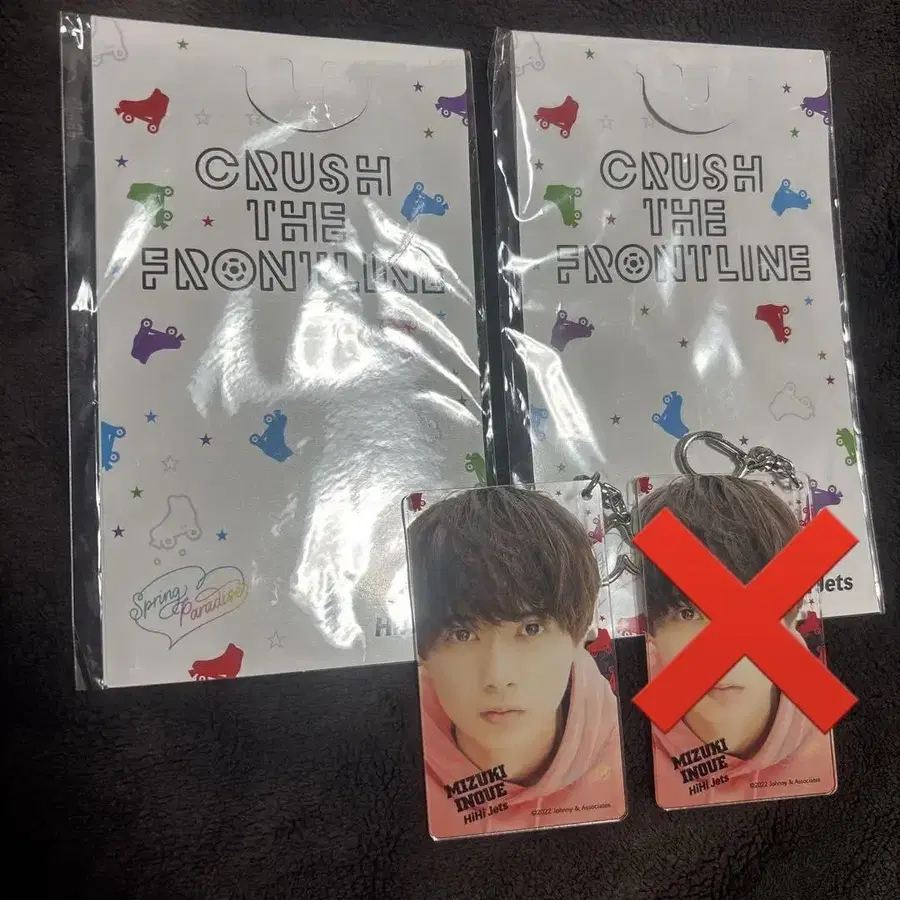 CRUSH
THE
FRONTLINE
Spring
Paradise
CRUSH
THE
FRONTLINE
Jets
MIZUKI
INOUE
HiHi Jets
©2022 Johnny & Associates
MIZUKI
INOUE
HiHi Jets
©2022 Johnny & Associates